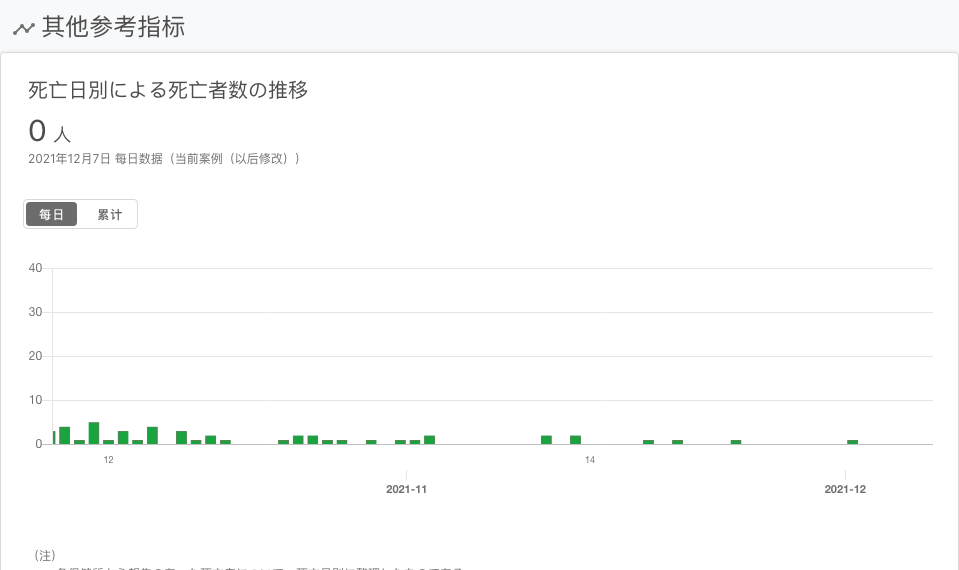 其他参考指标
死亡日別による死亡者数の推移
0 人
2021年12月7日 每日数据（当前案例（以后修改））
每日 累计
40
30
20
10
0
12 14
2021-11 2021-12
（注）